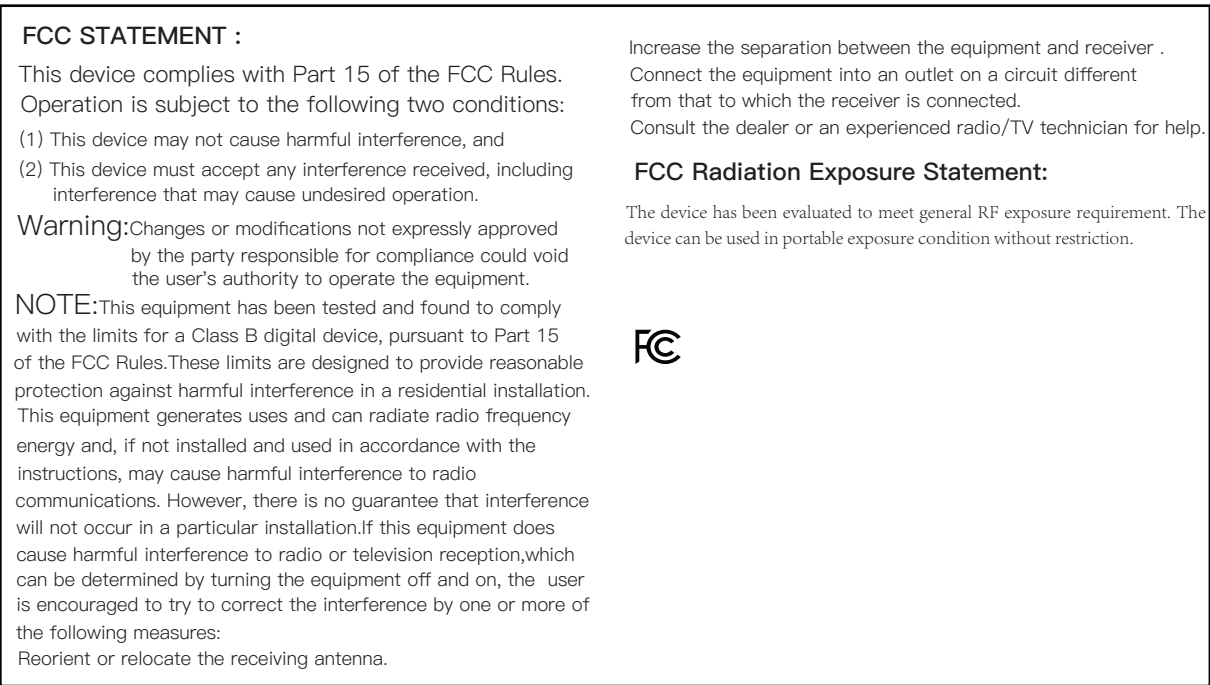 FCC STATEMENT :
This device complies with Part 15 of the FCC Rules.
Operation is subject to the following two conditions:
(1) This device may not cause harmful interference, and
(2) This device must accept any interference received, including
interference that may cause undesired operation.
Warning:Changes or modifications not expressly approved
by the party responsible for compliance could void
the user's authority to operate the equipment.
NOTE:This equipment has been tested and found to comply
with the limits for a Class B digital device, pursuant to Part 15
of the FCC Rules.These limits are designed to provide reasonable
protection against harmful interference in a residential installation.
This equipment generates uses and can radiate radio frequency
energy and, if not installed and used in accordance with the
instructions, may cause harmful interference to radio
communications. However, there is no guarantee that interference
will not occur in a particular installation.If this equipment does
cause harmful interference to radio or television reception,which
can be determined by turning the equipment off and on, the  user
is encouraged to try to correct the interference by one or more of
the following measures:
Reorient or relocate the receiving antenna.
Increase the separation between the equipment and receiver .
Connect the equipment into an outlet on a circuit different
from that to which the receiver is connected.
Consult the dealer or an experienced radio/TV technician for help.
FCC Radiation Exposure Statement:
The device has been evaluated to meet general RF exposure requirement. The
device can be used in portable exposure condition without restriction.
FC